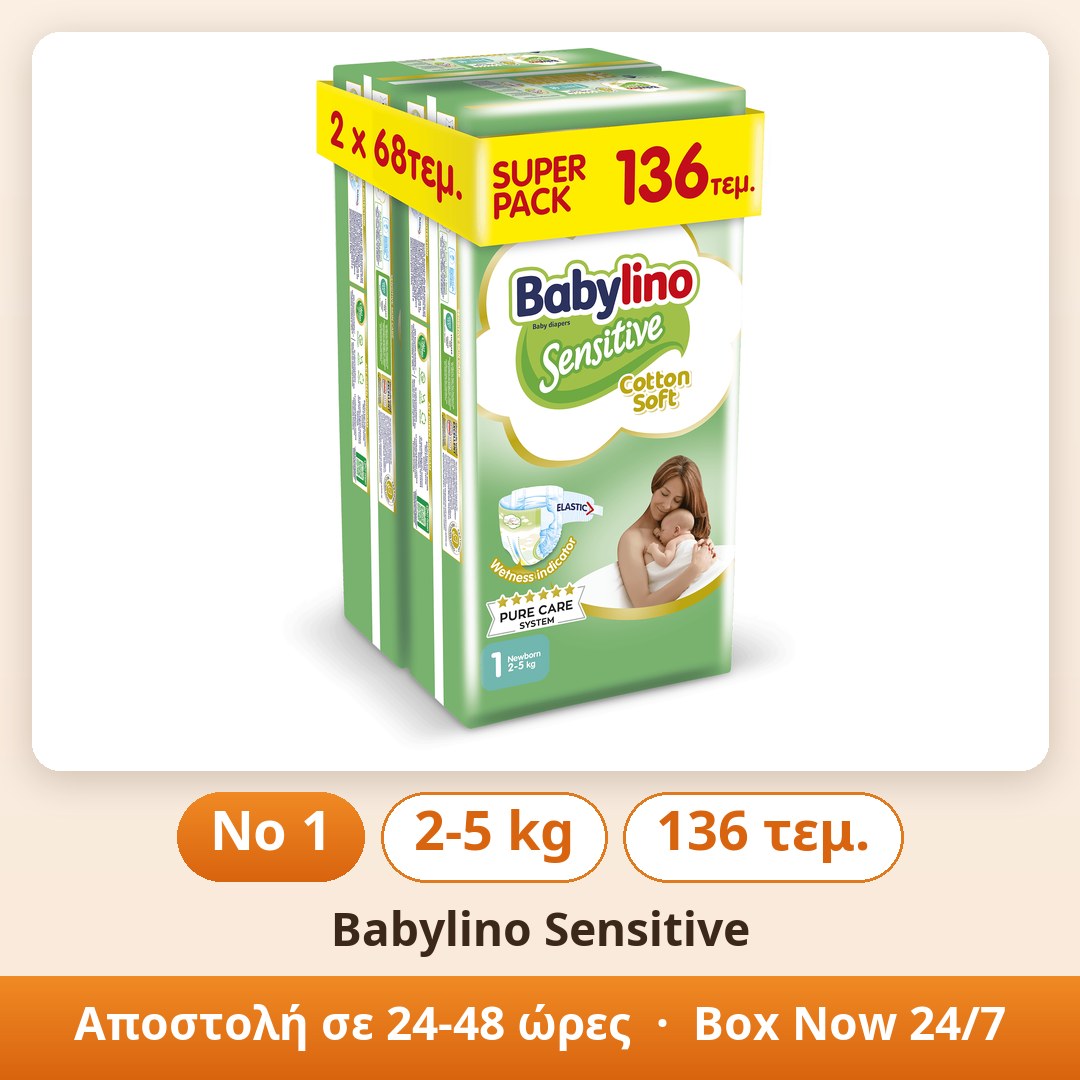 2 x 68τεμ.
SUPER
PACK
136τεμ.
Babylino
Baby diapers
Sensitive
Cotton
Soft
ELASTIC
Wetness indicator
PURE CARE
SYSTEM
1 Newborn
2-5 kg
No 1
2-5 kg
136 τεμ.
Babylino Sensitive
Αποστολή σε 24-48 ώρες · Box Now 24/7